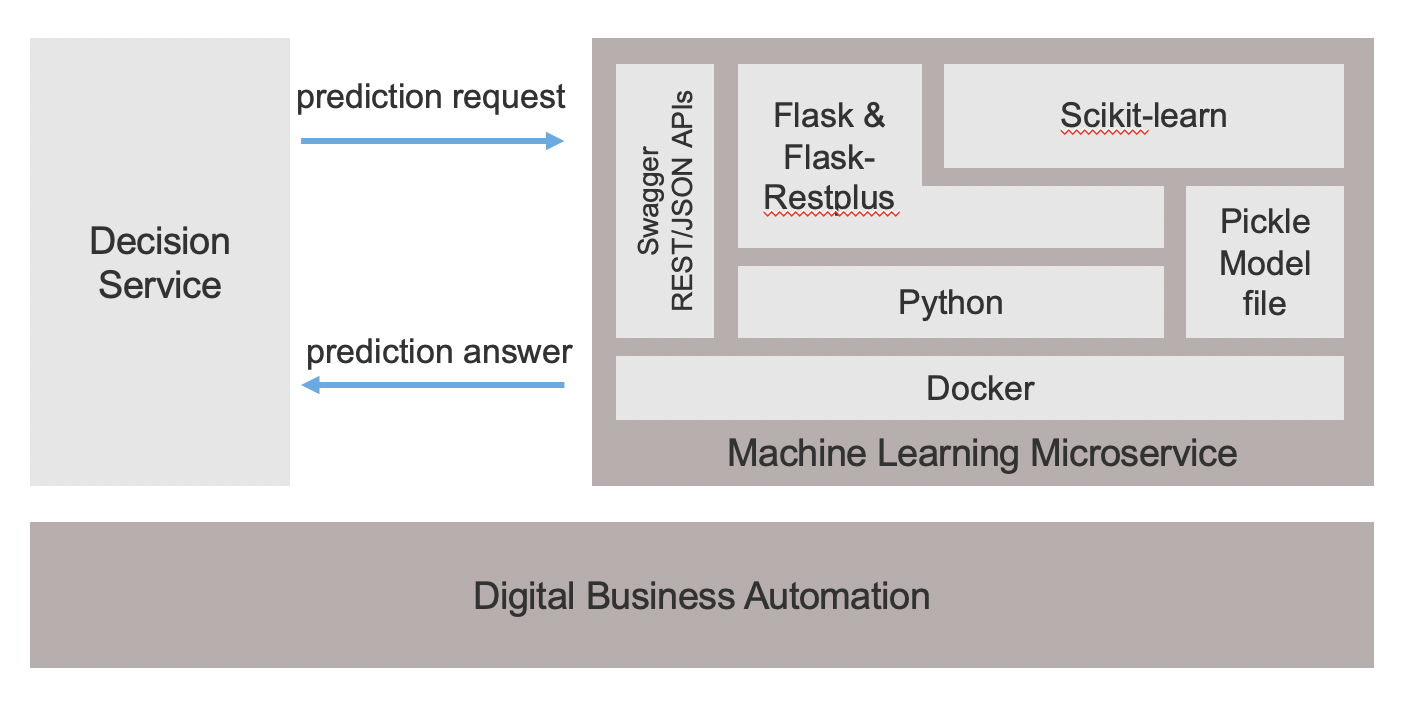 Decision
Service
prediction request
prediction answer
Swagger
REST/JSON APIs
Flask &
Flask-
Restplus
Scikit-learn
Python
Pickle
Model
file
Docker
Machine Learning Microservice
Digital Business Automation